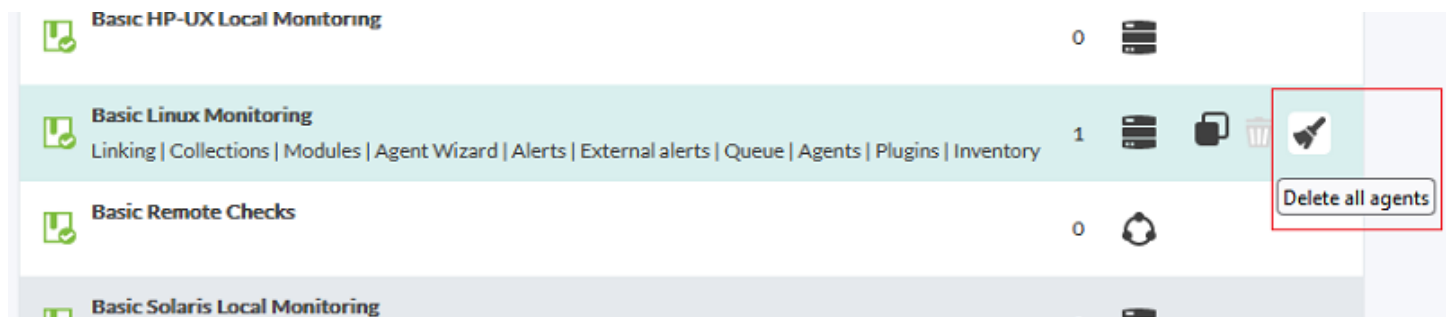 Basic HP-UX Local Monitoring
0
Basic Linux Monitoring
Linking | Collections | Modules | Agent Wizard | Alerts | External alerts | Queue | Agents | Plugins | Inventory
1
Delete all agents
Basic Remote Checks
0
Basic Solaris Local Monitoring